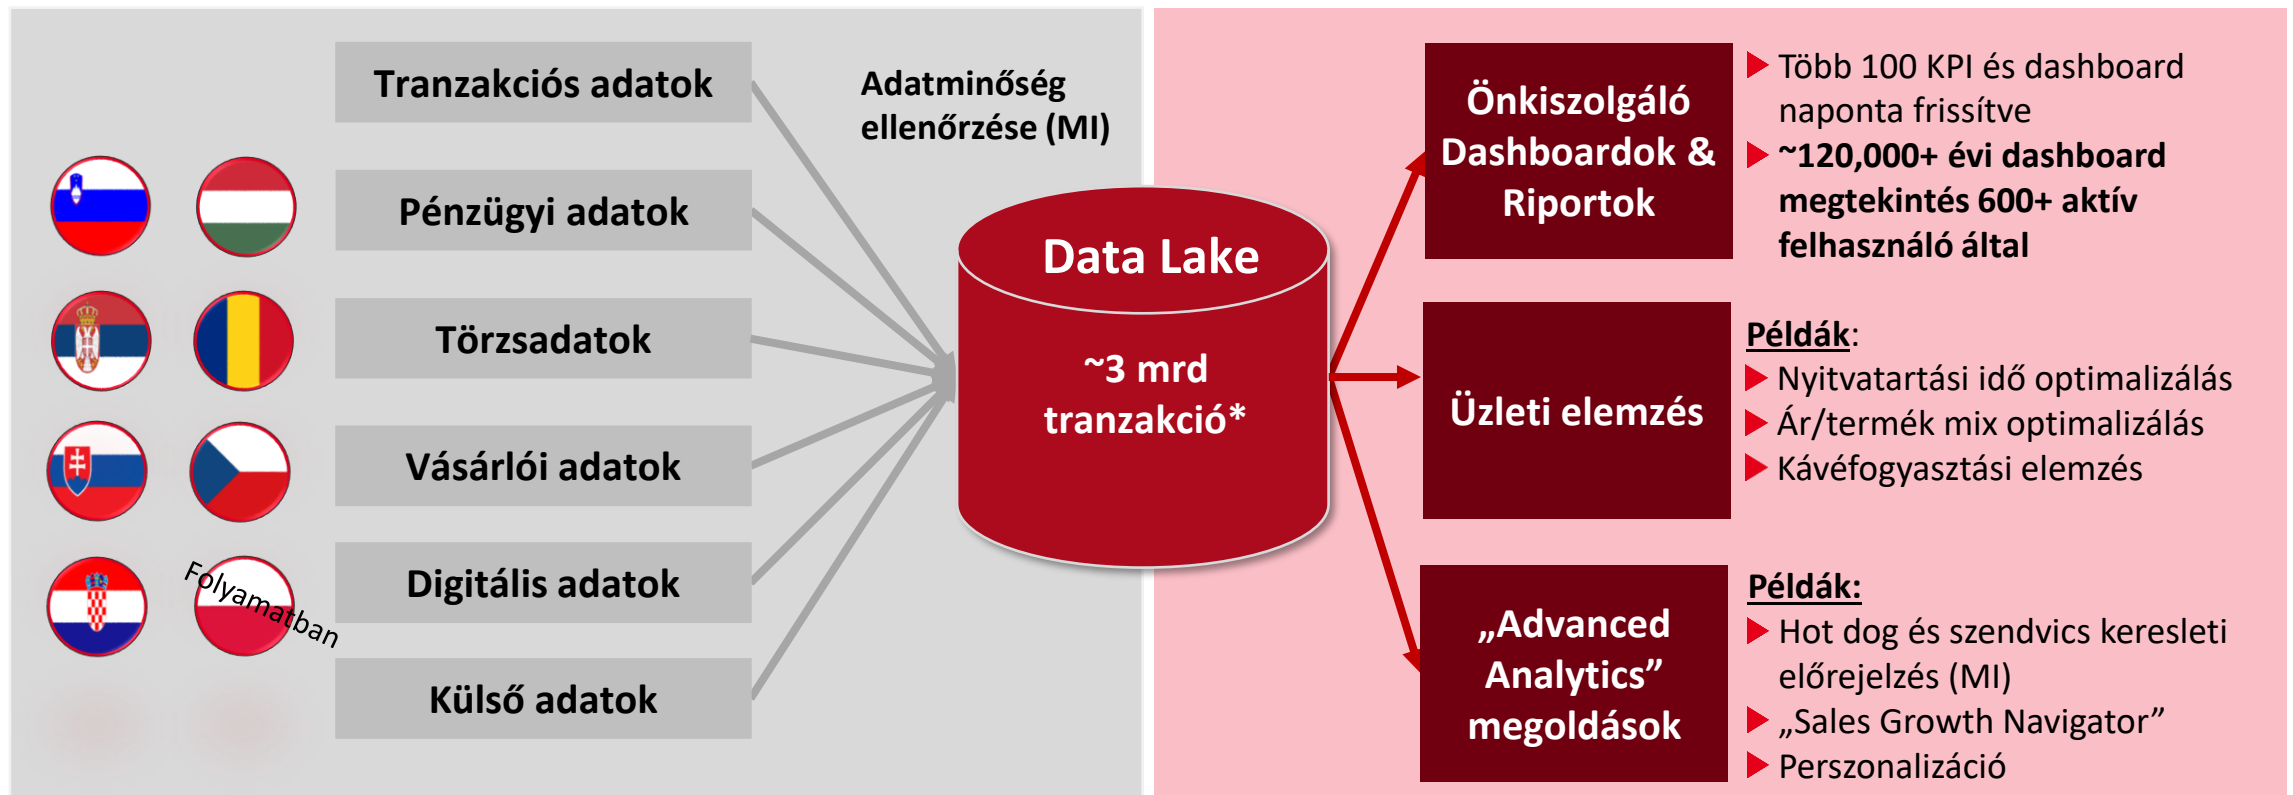 Tranzakciós adatok
Pénzügyi adatok
Törzsadatok
Vásárlói adatok
Digitális adatok
Külső adatok
Folyamatban
Adatminőség
ellenőrzése (MI)
Data Lake
~3 mrd
tranzakció*
Önkiszolgáló
Dashboardok &
Riportok
Több 100 KPI és dashboard
naponta frissítve
~120,000+ évi dashboard
megtekintés 600+ aktív
felhasználó által
Üzleti elemzés
Példák:
Nyitvatartási idő optimalizálás
Ár/termék mix optimalizálás
Kávéfogyasztási elemzés
„Advanced
Analytics”
megoldások
Példák:
Hot dog és szendvics keresleti
előrejelzés (MI)
„Sales Growth Navigator”
Perszonalizáció